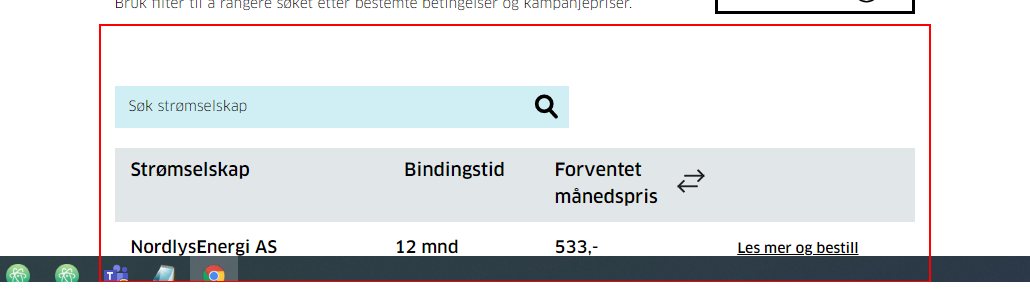 Bruk filter til å rangere søket etter bestemte betingelser og kampanjepriser.
Søk strømselskap
Strømselskap Bindingstid Forventet
månedspris
NordlysEnergi AS 12 mnd 533,- Les mer og bestill